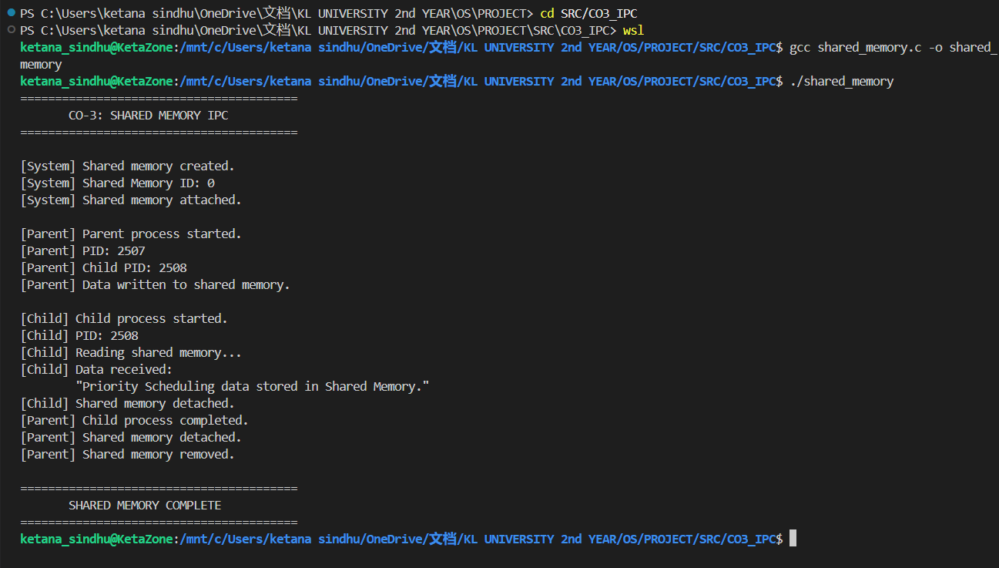 PS C:\Users\ketana sindhu\OneDrive\文档\KL UNIVERSITY 2nd YEAR\OS\PROJECT> cd SRC/CO3_IPC
PS C:\Users\ketana sindhu\OneDrive\文档\KL UNIVERSITY 2nd YEAR\OS\PROJECT\SRC\CO3_IPC> wsl
ketana_sindhu@KetaZone:/mnt/c/Users/ketana sindhu/OneDrive/文档/KL UNIVERSITY 2nd YEAR/OS/PROJECT/SRC/CO3_IPC$ gcc shared_memory.c -o shared_
memory
ketana_sindhu@KetaZone:/mnt/c/Users/ketana sindhu/OneDrive/文档/KL UNIVERSITY 2nd YEAR/OS/PROJECT/SRC/CO3_IPC$ ./shared_memory
========================================
CO-3: SHARED MEMORY IPC
========================================
[System] Shared memory created.
[System] Shared Memory ID: 0
[System] Shared memory attached.
[Parent] Parent process started.
[Parent] PID: 2507
[Parent] Child PID: 2508
[Parent] Data written to shared memory.
[Child] Child process started.
[Child] PID: 2508
[Child] Reading shared memory...
[Child] Data received:
"Priority Scheduling data stored in Shared Memory."
[Child] Shared memory detached.
[Parent] Child process completed.
[Parent] Shared memory detached.
[Parent] Shared memory removed.
========================================
SHARED MEMORY COMPLETE
========================================
ketana_sindhu@KetaZone:/mnt/c/Users/ketana sindhu/OneDrive/文档/KL UNIVERSITY 2nd YEAR/OS/PROJECT/SRC/CO3_IPC$